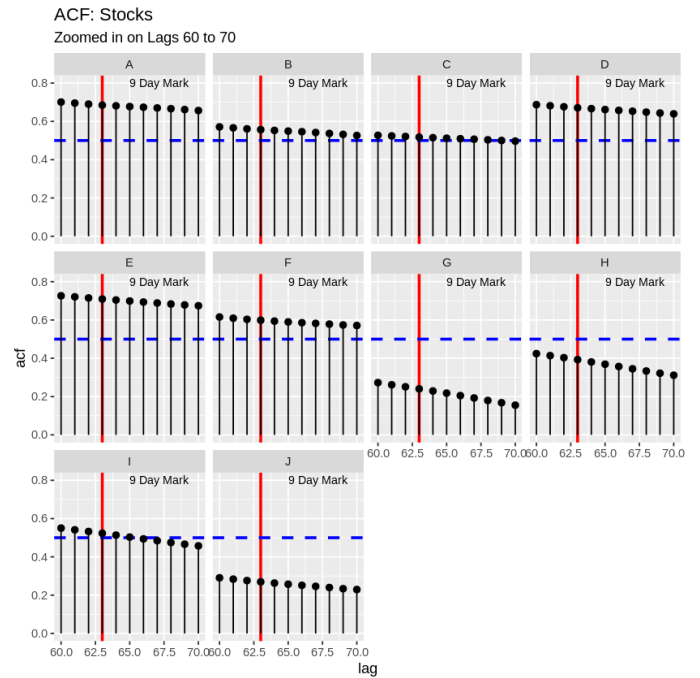 ACF: Stocks
Zoomed in on Lags 60 to 70
A B C D
0.8 9 Day Mark 9 Day Mark 9 Day Mark 9 Day Mark
0.6
0.4
0.2
0.0
E F G H
0.8 9 Day Mark 9 Day Mark 9 Day Mark 9 Day Mark
0.6
acf
0.4
0.2
0.0
60.0 62.5 65.0 67.5 70.0 60.0 62.5 65.0 67.5 70.0
I J
0.8 9 Day Mark 9 Day Mark
0.6
0.4
0.2
0.0
60.0 62.5 65.0 67.5 70.0 60.0 62.5 65.0 67.5 70.0
lag